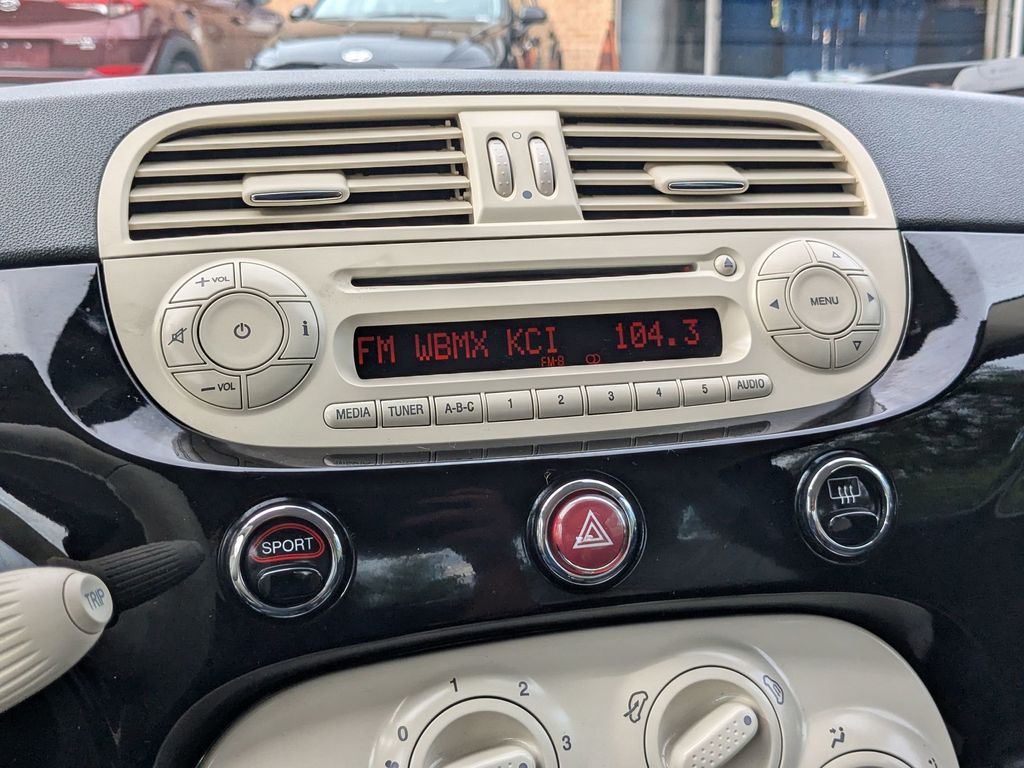 + VOL
i
− VOL
FM WBMX KCI 104.3
FM-B
MENU
MEDIA TUNER A-B-C 1 2 3 4 5 AUDIO
SPORT
TRIP
0 1 2 3